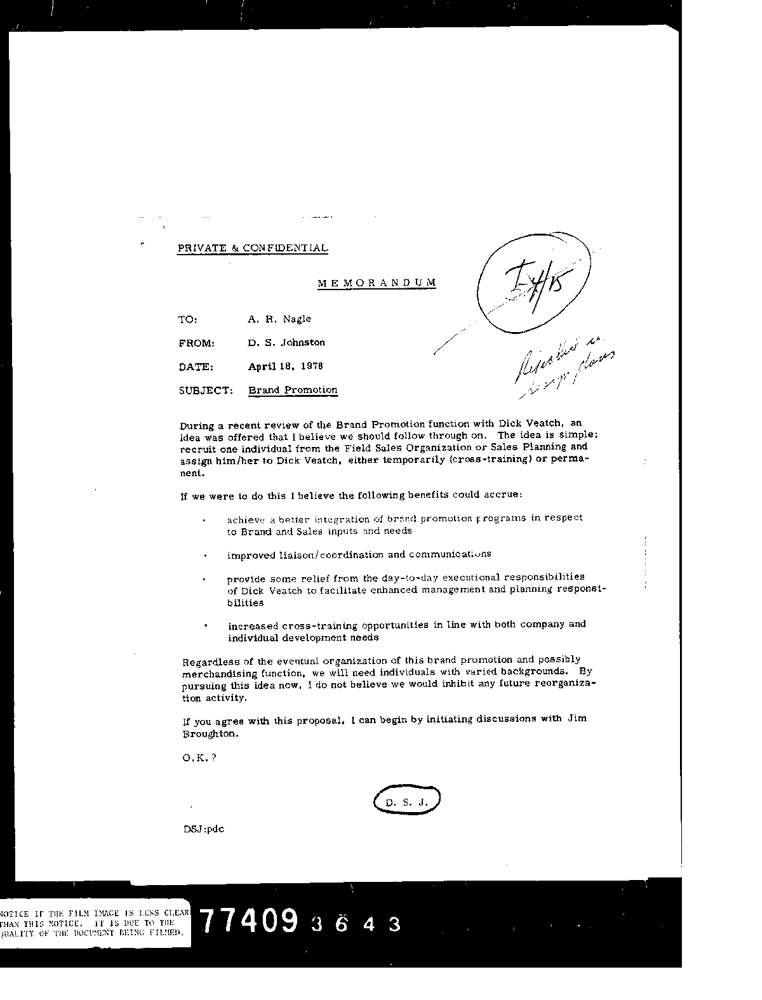 PRIVATE & CONFIDENTIAL
MEMORANDUM
TO: A. R. Nagle
FROM: D. S. Johnston
DATE: April 18, 1978
SUBJECT: Brand Promotion
During a recent review of the Brand Promotion function with Dick Veatch, an
idea was offered that I believe we should follow through on. The idea is simple;
recruit one individual from the Field Sales Organization or Sales Planning and
assign him/her to Dick Veatch, either temporarily (cross-training) or perma-
nent.
If we were to do this I believe the following benefits could accrue:
· achieve a better integration of brand promotion programs in respect
to Brand and Sales inputs and needs
· improved liaison/coordination and communications
· provide some relief from the day-to-day executional responsibilities
of Dick Veatch to facilitate enhanced management and planning responsi-
bilities
· increased cross-training opportunities in line with both company and
individual development needs
Regardless of the eventual organization of this brand promotion and possibly
merchandising function, we will need individuals with varied backgrounds. By
pursuing this idea now, I do not believe we would inhibit any future reorganiza-
tion activity.
If you agree with this proposal, I can begin by initiating discussions with Jim
Broughton.
O.K.?
D. S. J.
DSJ:pdc
NOTICE IF THE FILM IMAGE IS LESS CLEAR
THAN THIS NOTICE, IT IS DUE TO THE
QUALITY OF THE DOCUMENT BEING FILMED.
77409 3643